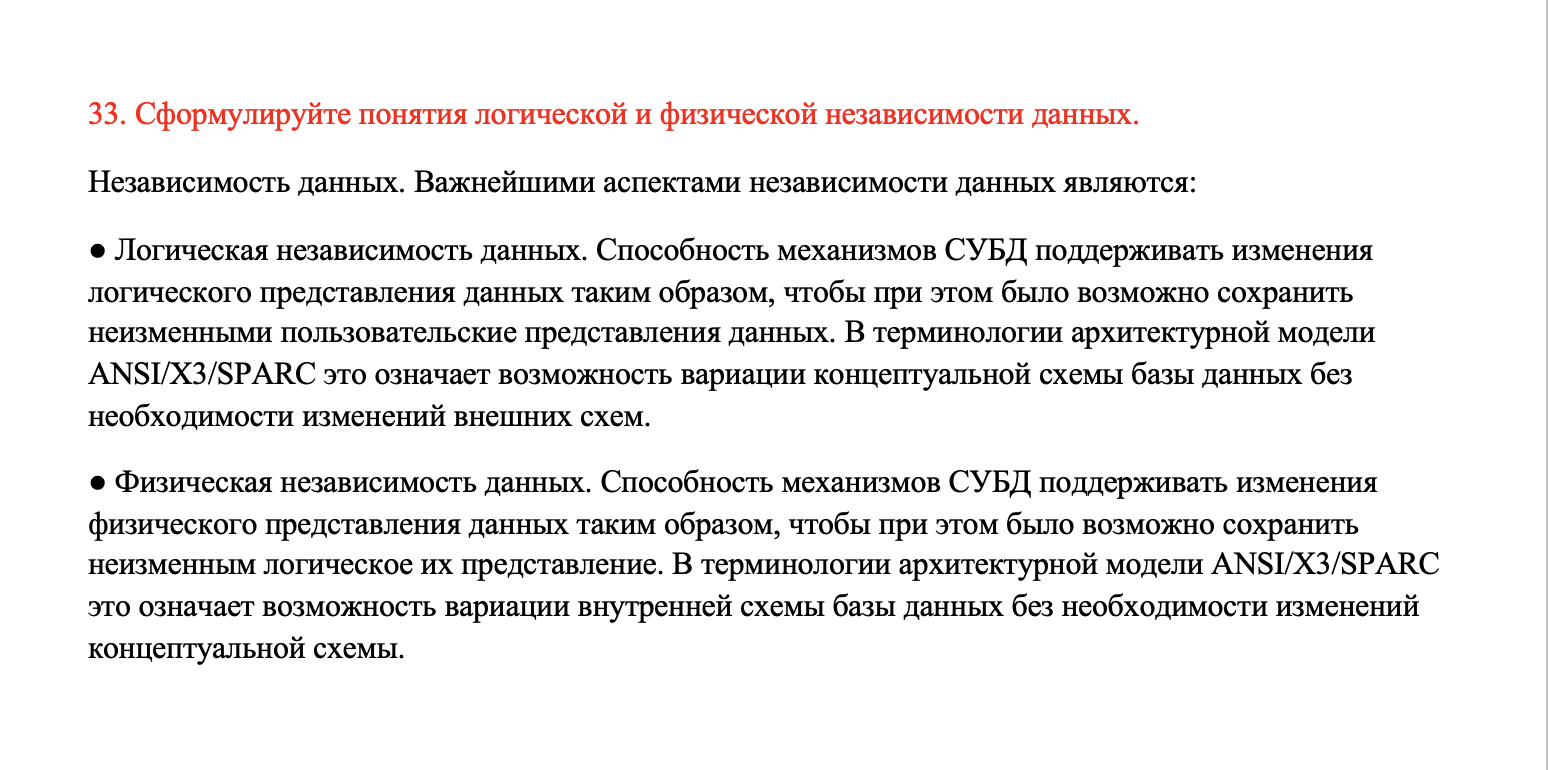 33. Сформулируйте понятия логической и физической независимости данных.
Независимость данных. Важнейшими аспектами независимости данных являются:
● Логическая независимость данных. Способность механизмов СУБД поддерживать изменения
логического представления данных таким образом, чтобы при этом было возможно сохранить
неизменными пользовательские представления данных. В терминологии архитектурной модели
ANSI/X3/SPARC это означает возможность вариации концептуальной схемы базы данных без
необходимости изменений внешних схем.
● Физическая независимость данных. Способность механизмов СУБД поддерживать изменения
физического представления данных таким образом, чтобы при этом было возможно сохранить
неизменным логическое их представление. В терминологии архитектурной модели ANSI/X3/SPARC
это означает возможность вариации внутренней схемы базы данных без необходимости изменений
концептуальной схемы.